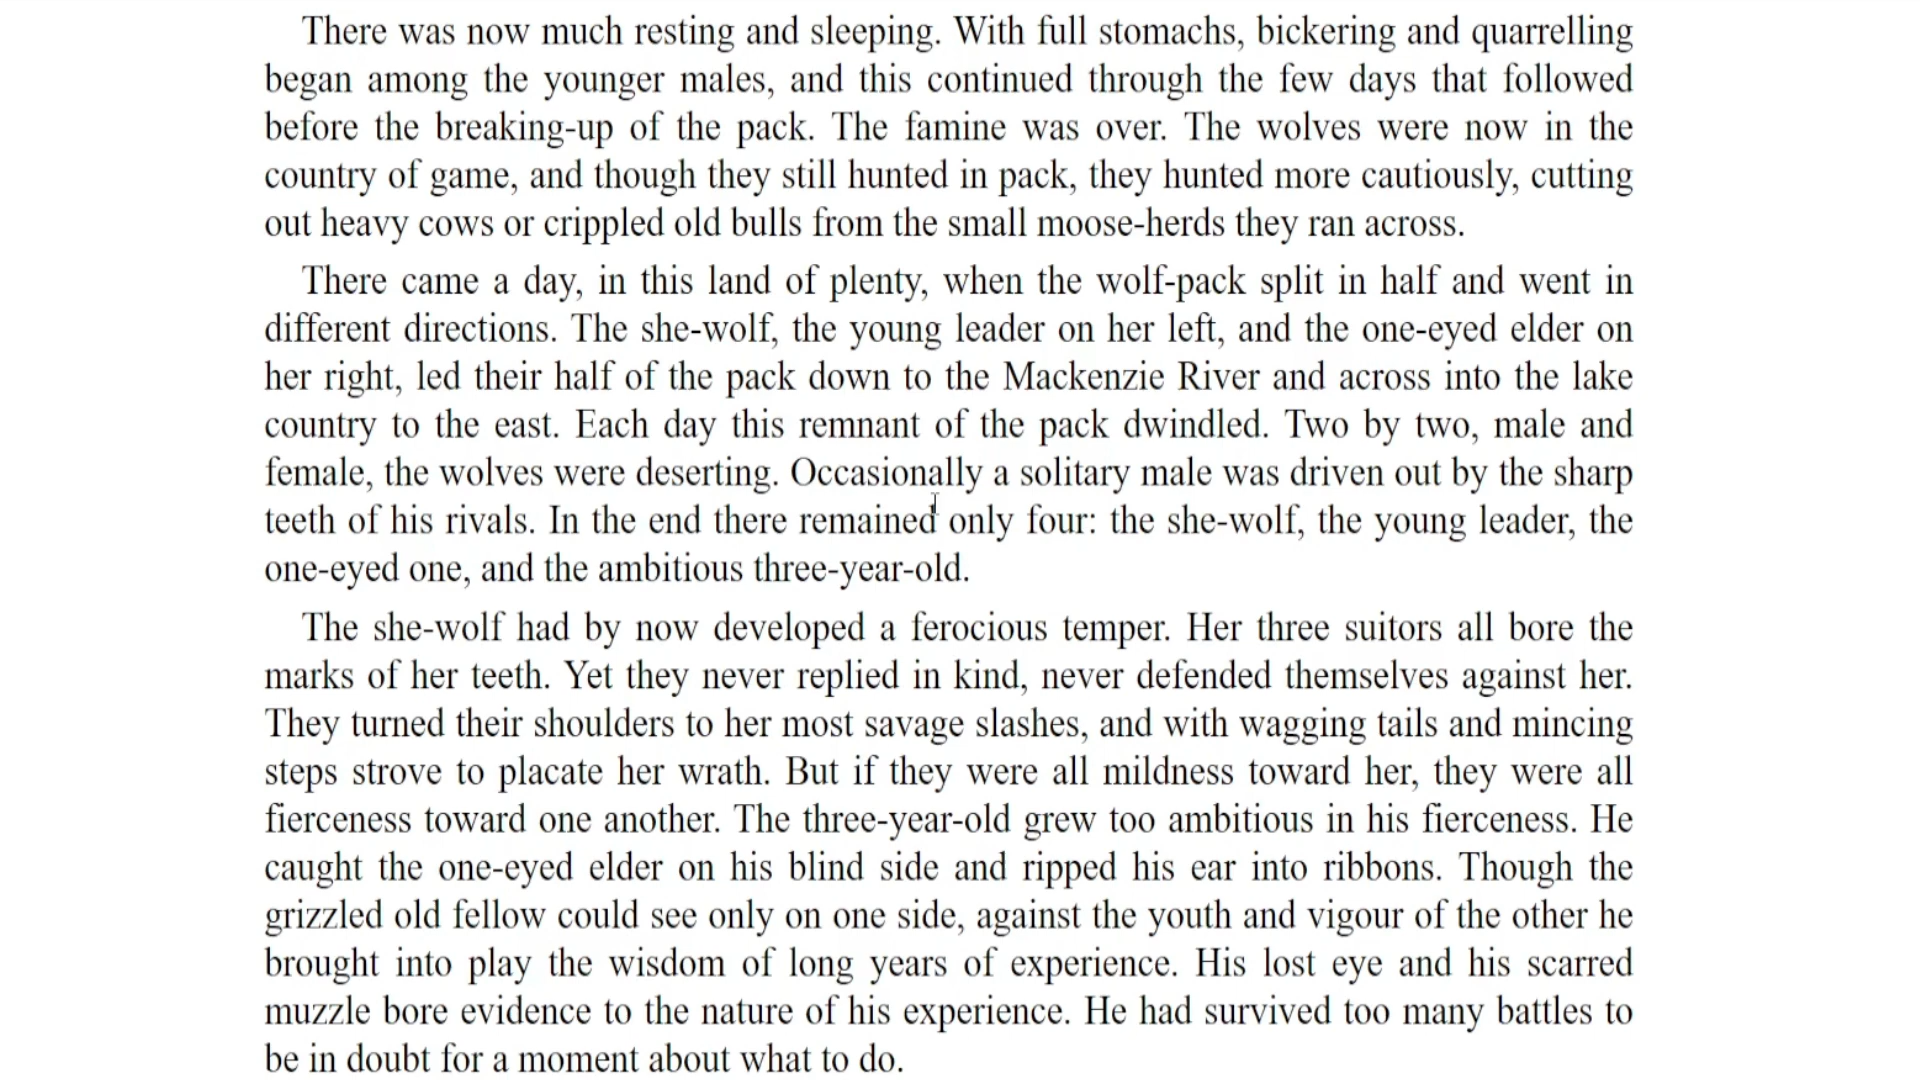 There was now much resting and sleeping. With full stomachs, bickering and quarrelling
began among the younger males, and this continued through the few days that followed
before the breaking-up of the pack. The famine was over. The wolves were now in the
country of game, and though they still hunted in pack, they hunted more cautiously, cutting
out heavy cows or crippled old bulls from the small moose-herds they ran across.
There came a day, in this land of plenty, when the wolf-pack split in half and went in
different directions. The she-wolf, the young leader on her left, and the one-eyed elder on
her right, led their half of the pack down to the Mackenzie River and across into the lake
country to the east. Each day this remnant of the pack dwindled. Two by two, male and
female, the wolves were deserting. Occasionally a solitary male was driven out by the sharp
teeth of his rivals. In the end there remained only four: the she-wolf, the young leader, the
one-eyed one, and the ambitious three-year-old.
The she-wolf had by now developed a ferocious temper. Her three suitors all bore the
marks of her teeth. Yet they never replied in kind, never defended themselves against her.
They turned their shoulders to her most savage slashes, and with wagging tails and mincing
steps strove to placate her wrath. But if they were all mildness toward her, they were all
fierceness toward one another. The three-year-old grew too ambitious in his fierceness. He
caught the one-eyed elder on his blind side and ripped his ear into ribbons. Though the
grizzled old fellow could see only on one side, against the youth and vigour of the other he
brought into play the wisdom of long years of experience. His lost eye and his scarred
muzzle bore evidence to the nature of his experience. He had survived too many battles to
be in doubt for a moment about what to do.